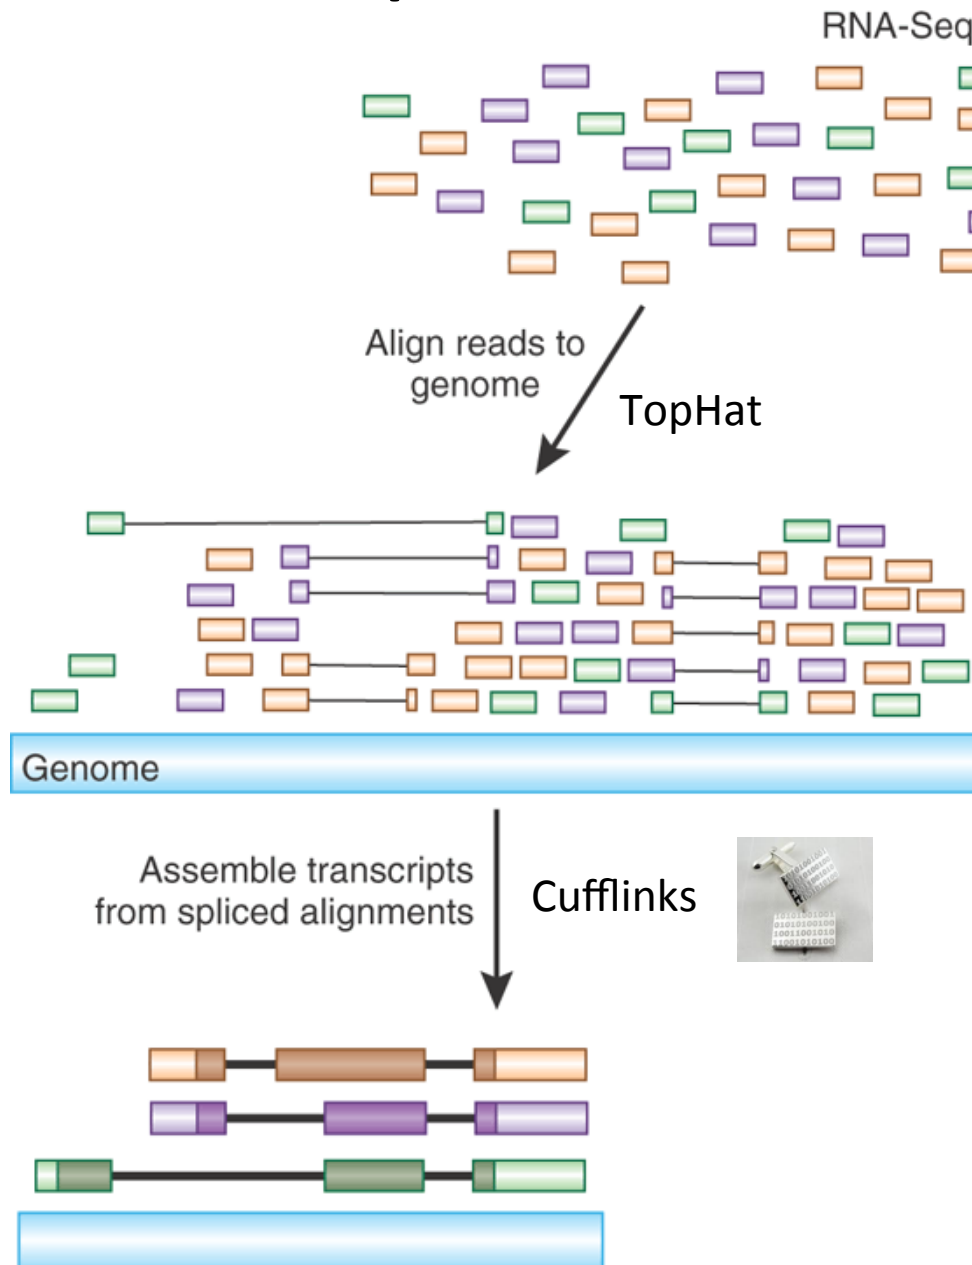 RNA-Seq
Align reads to
genome
TopHat
Genome
Assemble transcripts
from spliced alignments
Cufflinks